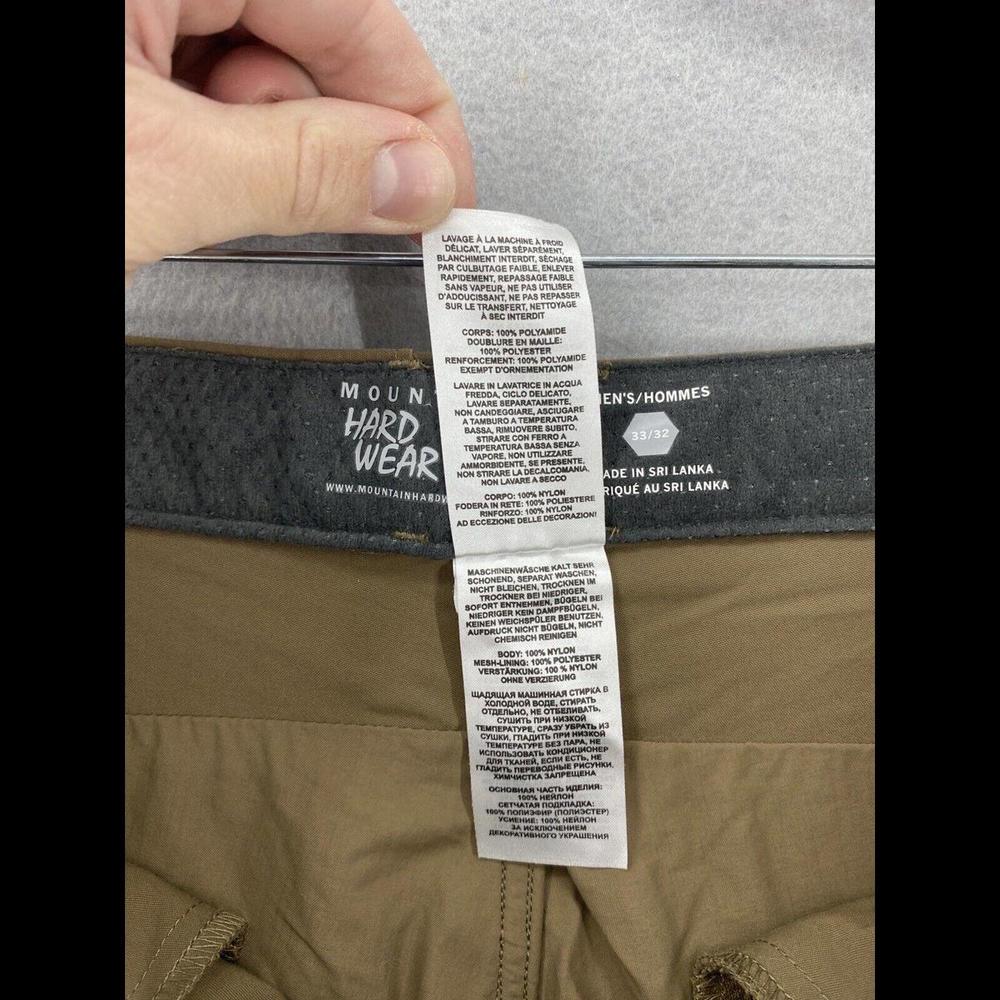 LAVAGE À LA MACHINE À FROID
DÉLICAT, LAVER SÉPARÉMENT,
BLANCHIMENT INTERDIT, SÉCHAGE
PAR CULBUTAGE FAIBLE, ENLEVER
RAPIDEMENT, REPASSAGE FAIBLE
SANS VAPEUR, NE PAS UTILISER
D'ADOUCISSANT, NE PAS REPASSER
SUR LE TRANSFERT, NETTOYAGE
À SEC INTERDIT
CORPS: 100% POLYAMIDE
DOUBLURE EN MAILLE:
100% POLYESTER
RENFORCEMENT: 100% POLYAMIDE
EXEMPT D'ORNEMENTATION
LAVARE IN LAVATRICE IN ACQUA
FREDDA, CICLO DELICATO,
LAVARE SEPARATAMENTE,
NON CANDEGGIARE, ASCIUGARE
A TAMBURO A TEMPERATURA
BASSA, RIMUOVERE SUBITO.
STIRARE CON FERRO A
TEMPERATURA BASSA SENZA
VAPORE, NON UTILIZZARE
AMMORBIDENTE, SE PRESENTE,
NON STIRARE LA DECALCOMANIA.
NON LAVARE A SECCO
CORPO: 100% NYLON
FODERA IN RETE: 100% POLIESTERE
RINFORZO: 100% NYLON
AD ECCEZIONE DELLE DECORAZIONI
MASCHINENWÄSCHE KALT SEHR
SCHONEND, SEPARAT WASCHEN,
NICHT BLEICHEN, TROCKNEN IM
TROCKNER BEI NIEDRIGER,
SOFORT ENTNEHMEN, BÜGELN BEI
NIEDRIGER KEIN DAMPFBÜGELN,
KEINEN WEICHSPÜLER BENUTZEN,
AUFDRUCK NICHT BÜGELN, NICHT
CHEMISCH REINIGEN
BODY: 100% NYLON
MESH-LINING: 100% POLYESTER
VERSTÄRKUNG: 100 % NYLON
OHNE VERZIERUNG
ЩАДЯЩАЯ МАШИННАЯ СТИРКА В
ХОЛОДНОЙ ВОДЕ, СТИРАТЬ
ОТДЕЛЬНО, НЕ ОТБЕЛИВАТЬ,
СУШИТЬ ПРИ НИЗКОЙ
ТЕМПЕРАТУРЕ, СРАЗУ УБРАТЬ ИЗ
СУШКИ, ГЛАДИТЬ ПРИ НИЗКОЙ
ТЕМПЕРАТУРЕ БЕЗ ПАРА, НЕ
ИСПОЛЬЗОВАТЬ КОНДИЦИОНЕР
ДЛЯ ТКАНЕЙ, ЕСЛИ ЕСТЬ, НЕ
ГЛАДИТЬ ПЕРЕВОДНЫЕ РИСУНКИ.
ХИМЧИСТКА ЗАПРЕЩЕНА
ОСНОВНАЯ ЧАСТЬ ИЗДЕЛИЯ:
100% НЕЙЛОН
СЕТЧАТАЯ ПОДКЛАДКА:
100% ПОЛИЭФИР (ПОЛИЭСТЕР)
УСИЕНИЕ: 100% НЕЙЛОН
ЗА ИСКЛЮЧЕНИЕМ
ДЕКОРАТИВНОГО УКРАШЕНИЯ
MOUN
HARD
WEAR
WWW.MOUNTAINHARDW
EN'S/HOMMES
33/32
ADE IN SRI LANKA
RIQUÉ AU SRI LANKA